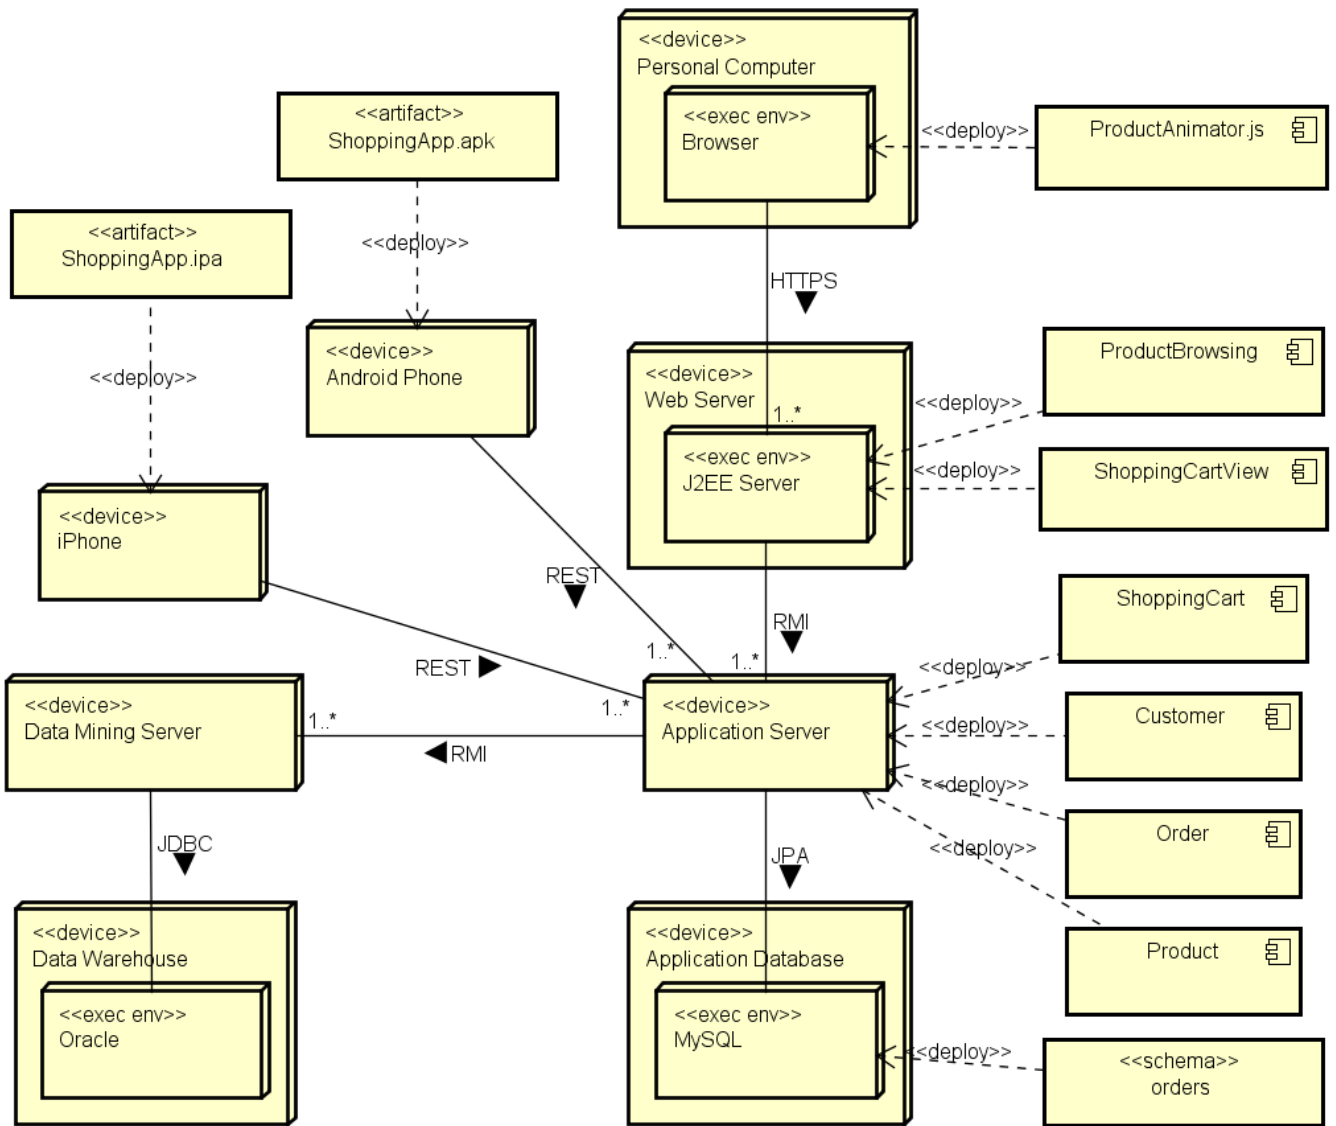 <<device>>
Personal Computer
<<exec env>>
Browser
<<deploy>>
ProductAnimator.js
<<artifact>>
ShoppingApp.apk
<<deploy>>
<<artifact>>
ShoppingApp.ipa
<<deploy>>
HTTPS
<<device>>
Android Phone
<<device>>
Web Server
1..*
<<exec env>>
J2EE Server
<<deploy>>
ProductBrowsing
<<deploy>>
ShoppingCartView
<<device>>
iPhone
REST
REST
RMI
1..*
1..*
1..*
<<device>>
Application Server
<<deploy>>
ShoppingCart
<<deploy>>
Customer
<<deploy>>
Order
<<deploy>>
Product
<<device>>
Data Mining Server
1..*
RMI
JDBC
JPA
<<device>>
Data Warehouse
<<exec env>>
Oracle
<<device>>
Application Database
<<exec env>>
MySQL
<<deploy>>
<<schema>>
orders